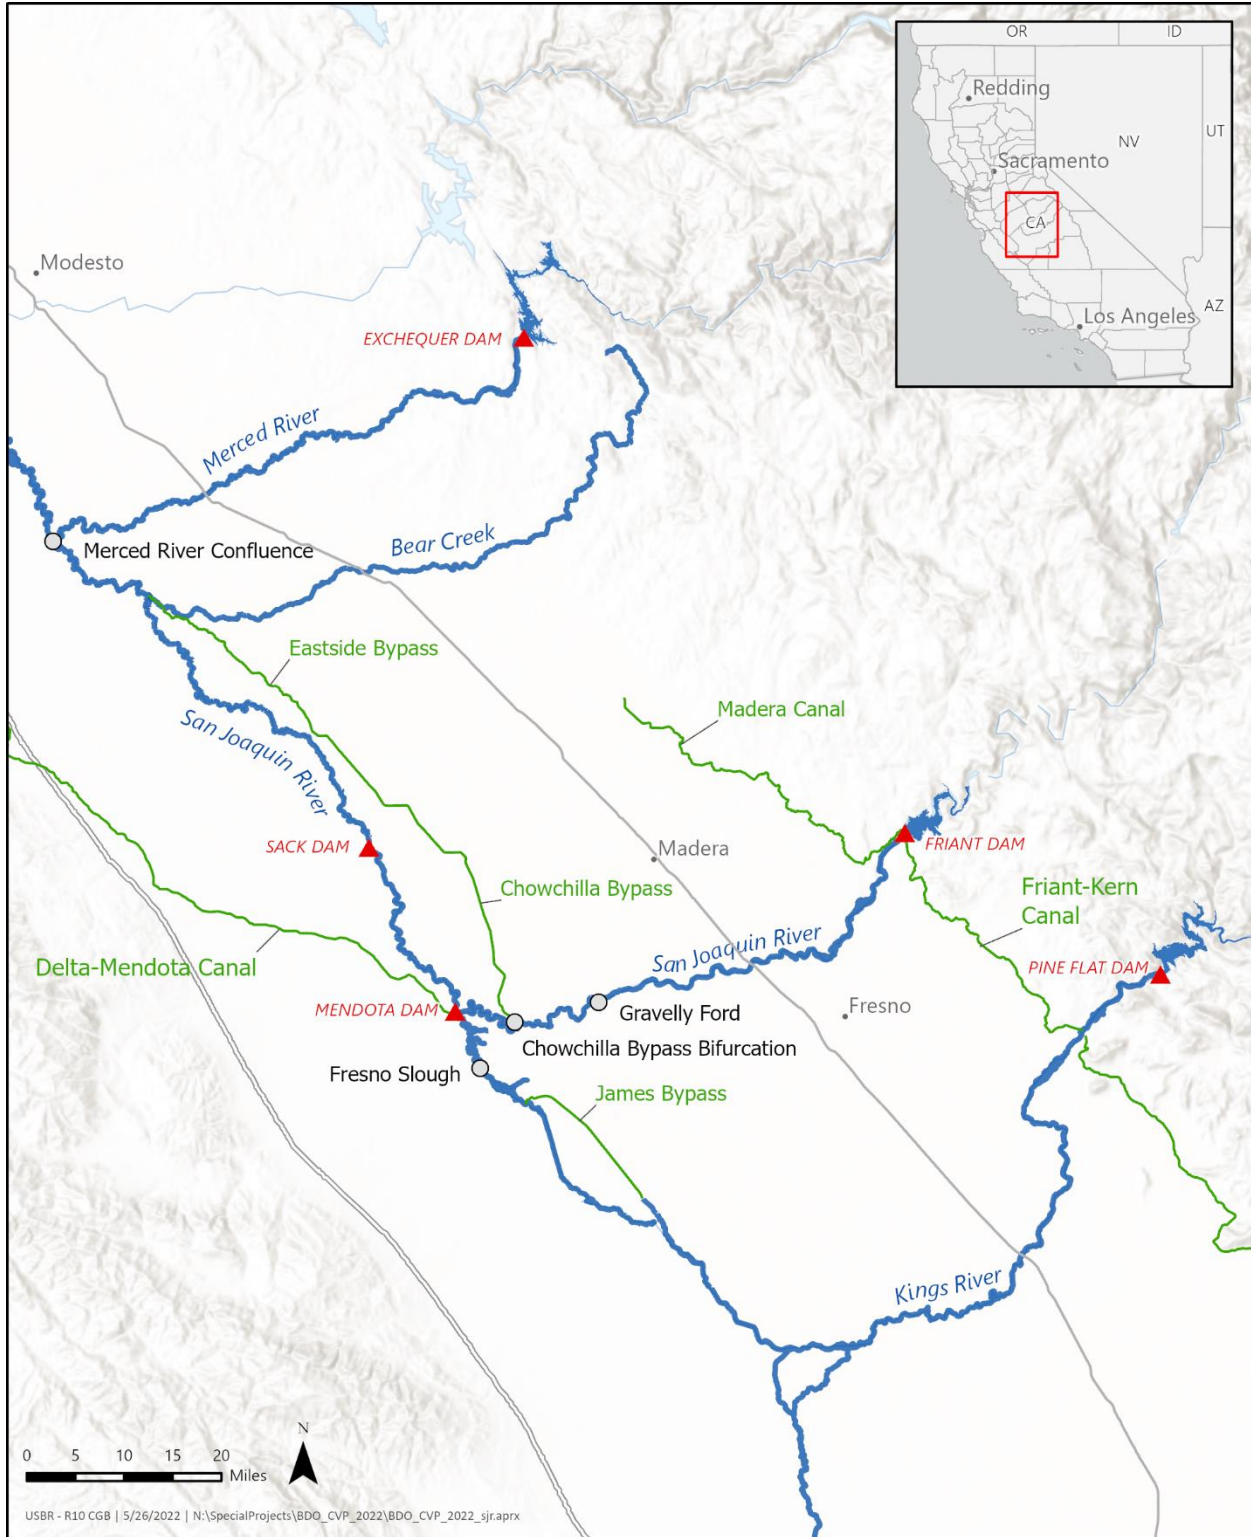 OR
ID
Redding
NV
UT
Sacramento
CA
AZ
Los Angeles
Modesto
EXCHEQUER DAM
Merced River
Merced River Confluence
Bear Creek
Eastside Bypass
San Joaquin River
Madera Canal
SACK DAM
Madera
FRIANT DAM
Chowchilla Bypass
Friant-Kern
Canal
San Joaquin River
Delta-Mendota Canal
PINE FLAT DAM
MENDOTA DAM
Gravelly Ford
Fresno
Chowchilla Bypass Bifurcation
Fresno Slough
James Bypass
Kings River
N
0 5 10 15 20
Miles
USBR - R10 CGB | 5/26/2022 | N:\SpecialProjects\BDO_CVP_2022\BDO_CVP_2022_sjr.aprx